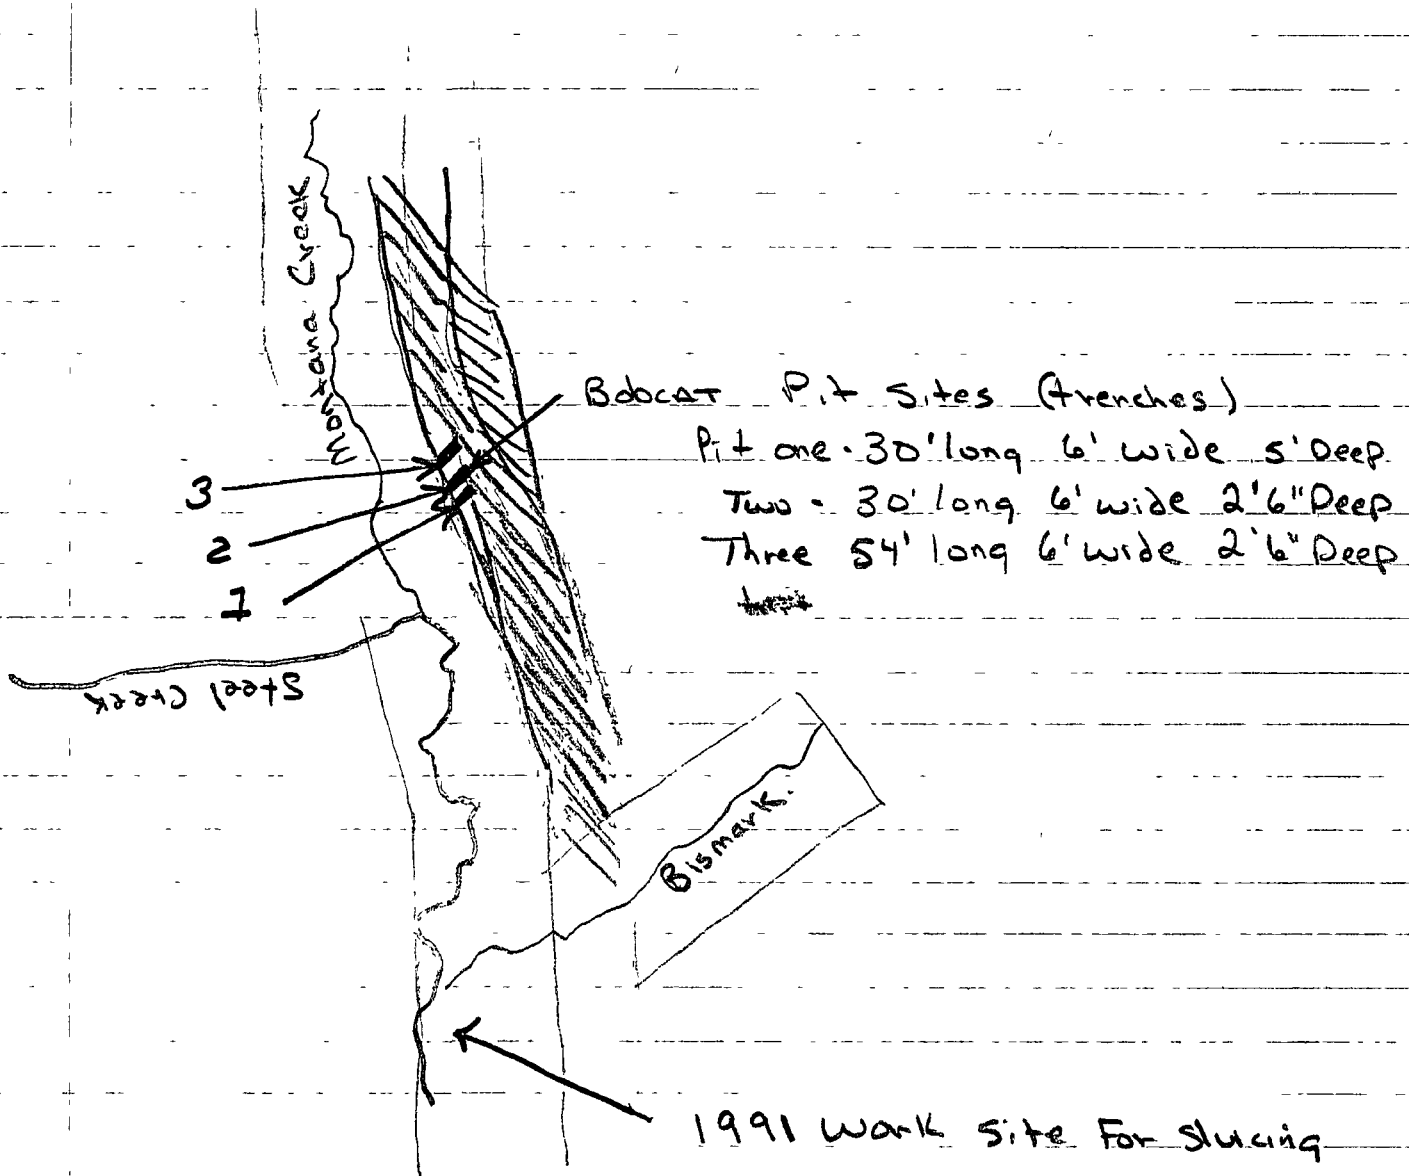 Montana Creek
Bobcat Pit Sites (trenches)
Pit one - 30' long 6' wide 5' Deep
Two - 30' long 6' wide 2'6" Deep
Three 54' long 6' wide 2'6" Deep
3
2
1
Steel Creek
Bismark.
1991 Work Site For Sluicing